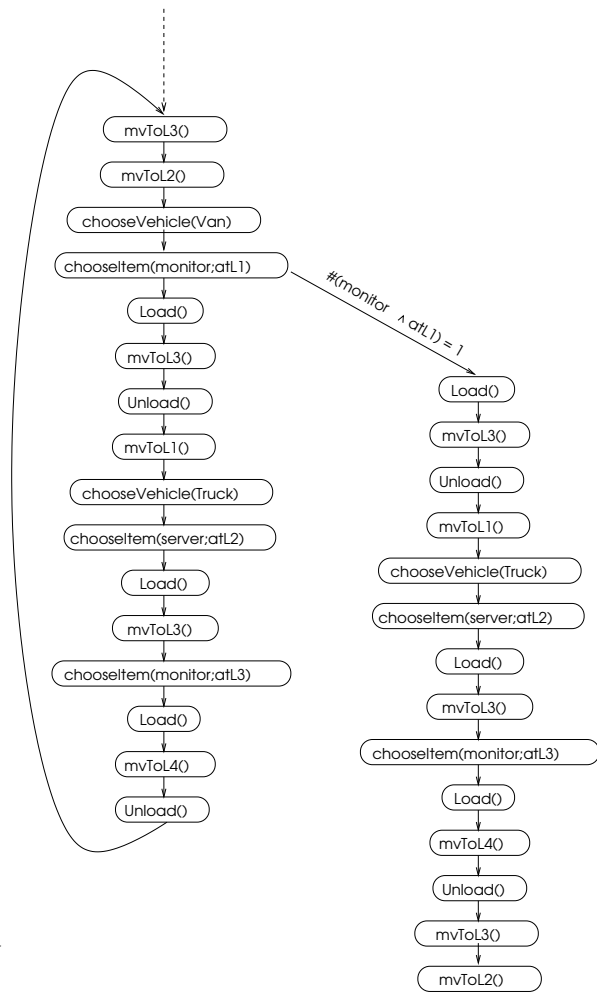 mvToL3()
mvToL2()
chooseVehicle(Van)
chooseItem(monitor;atL1)
Load()
mvToL3()
Unload()
mvToL1()
chooseVehicle(Truck)
chooseItem(server;atL2)
Load()
mvToL3()
chooseItem(monitor;atL3)
Load()
mvToL4()
Unload()
#(monitor ∧ atL1) = 1
Load()
mvToL3()
Unload()
mvToL1()
chooseVehicle(Truck)
chooseItem(server;atL2)
Load()
mvToL3()
chooseItem(monitor;atL3)
Load()
mvToL4()
Unload()
mvToL3()
mvToL2()